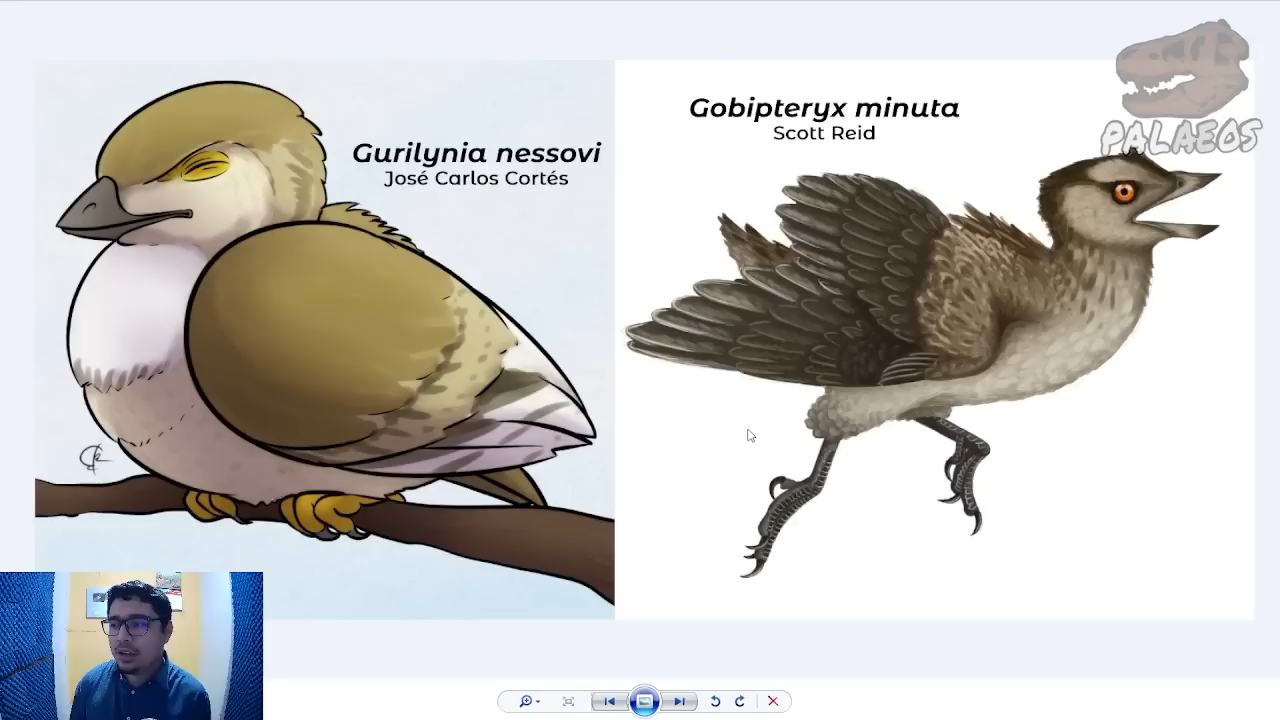 Gurilynia nessovi
José Carlos Cortés
Gobipteryx minuta
Scott Reid
PALAEOS